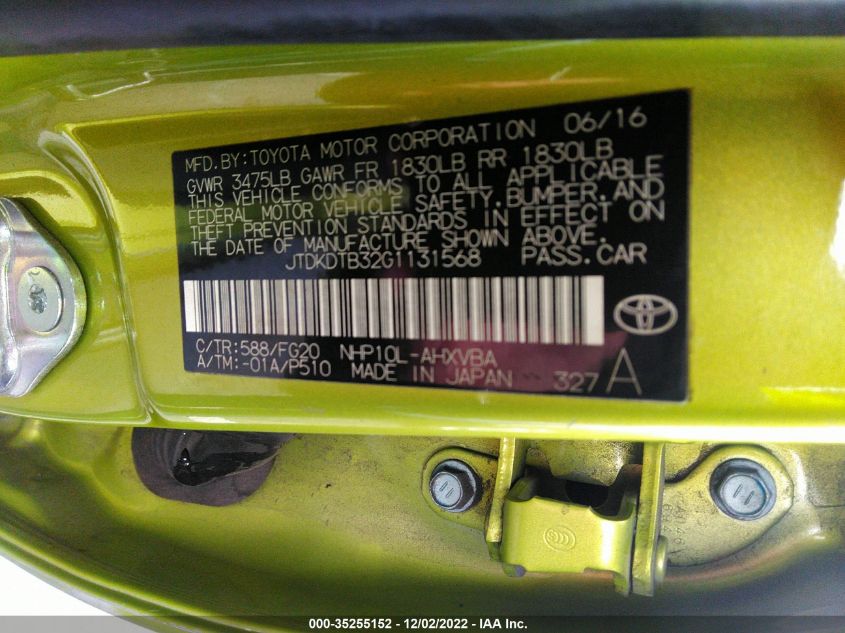 MFD.BY:TOYOTA MOTOR CORPORATION 06/16
GVWR 3475LB GAWR FR 1830LB RR 1830LB
THIS VEHICLE CONFORMS TO ALL APPLICABLE
FEDERAL MOTOR VEHICLE SAFETY,BUMPER,AND
THEFT PREVENTION STANDARDS IN EFFECT ON
THE DATE OF MANUFACTURE SHOWN ABOVE.
JTDKDTB32G1131568 PASS.CAR
C/TR:588/FG20 NHP10L-AHXVBA
A/TM:-01A/P510 MADE IN JAPAN 327 A
000-35255152 - 12/02/2022 - IAA Inc.